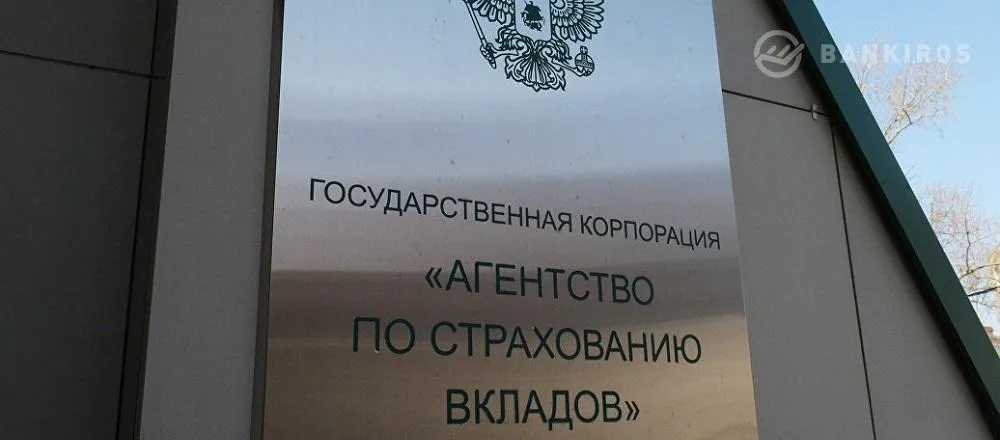 BANKIROS
ГОСУДАРСТВЕННАЯ КОРПОРАЦИЯ
«АГЕНТСТВО
ПО СТРАХОВАНИЮ
ВКЛАДОВ»